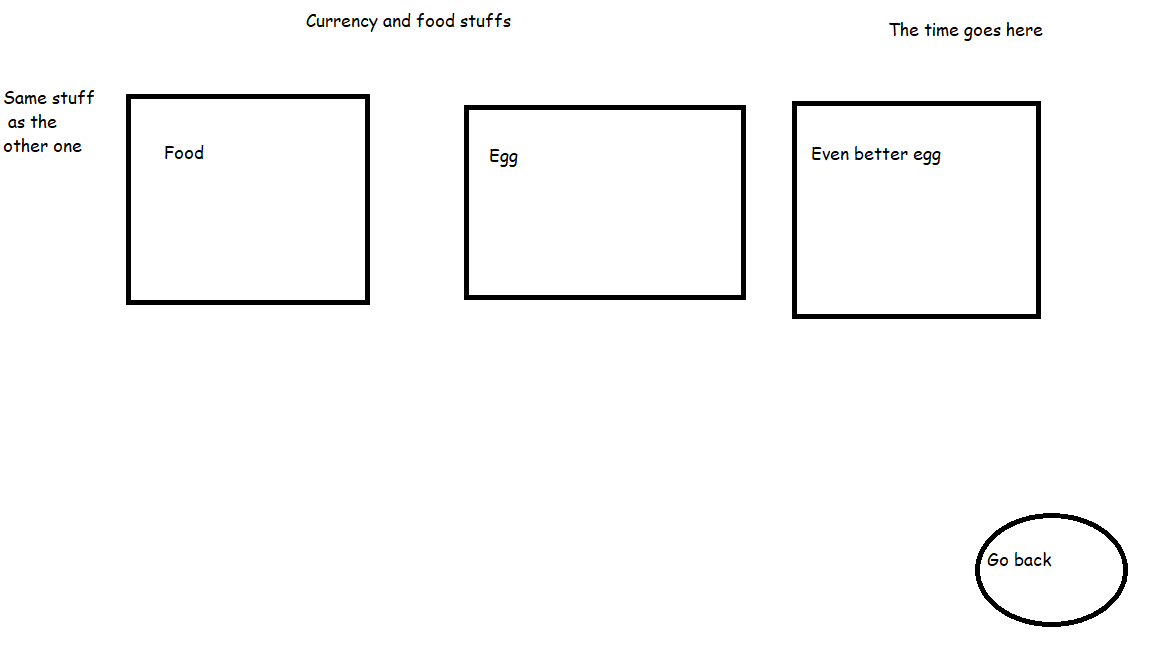 Currency and food stuffs
The time goes here
Same stuff
as the
other one
Food
Egg
Even better egg
Go back